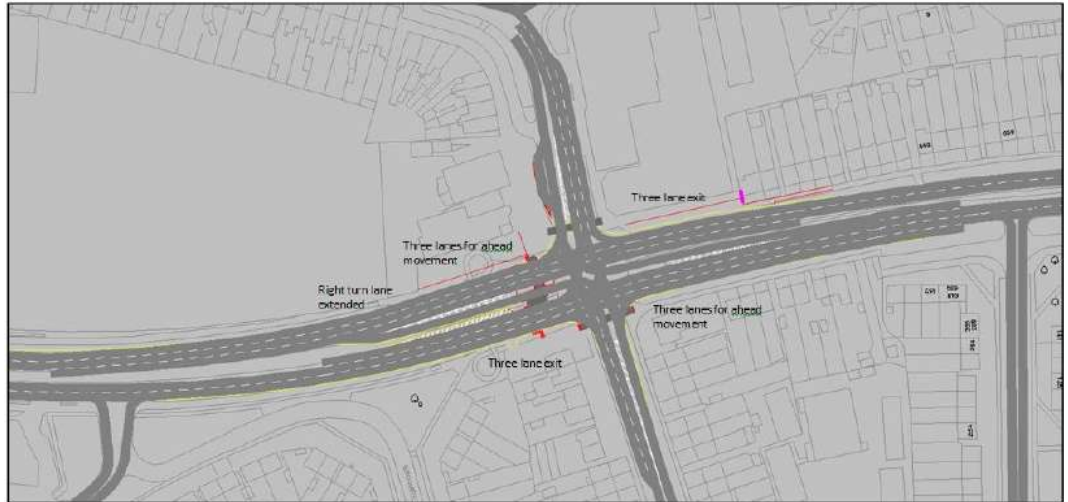 Three lane exit
Three lanes for ahead
movement
Right turn lane
extended
Three lanes for ahead
movement
Three lane exit